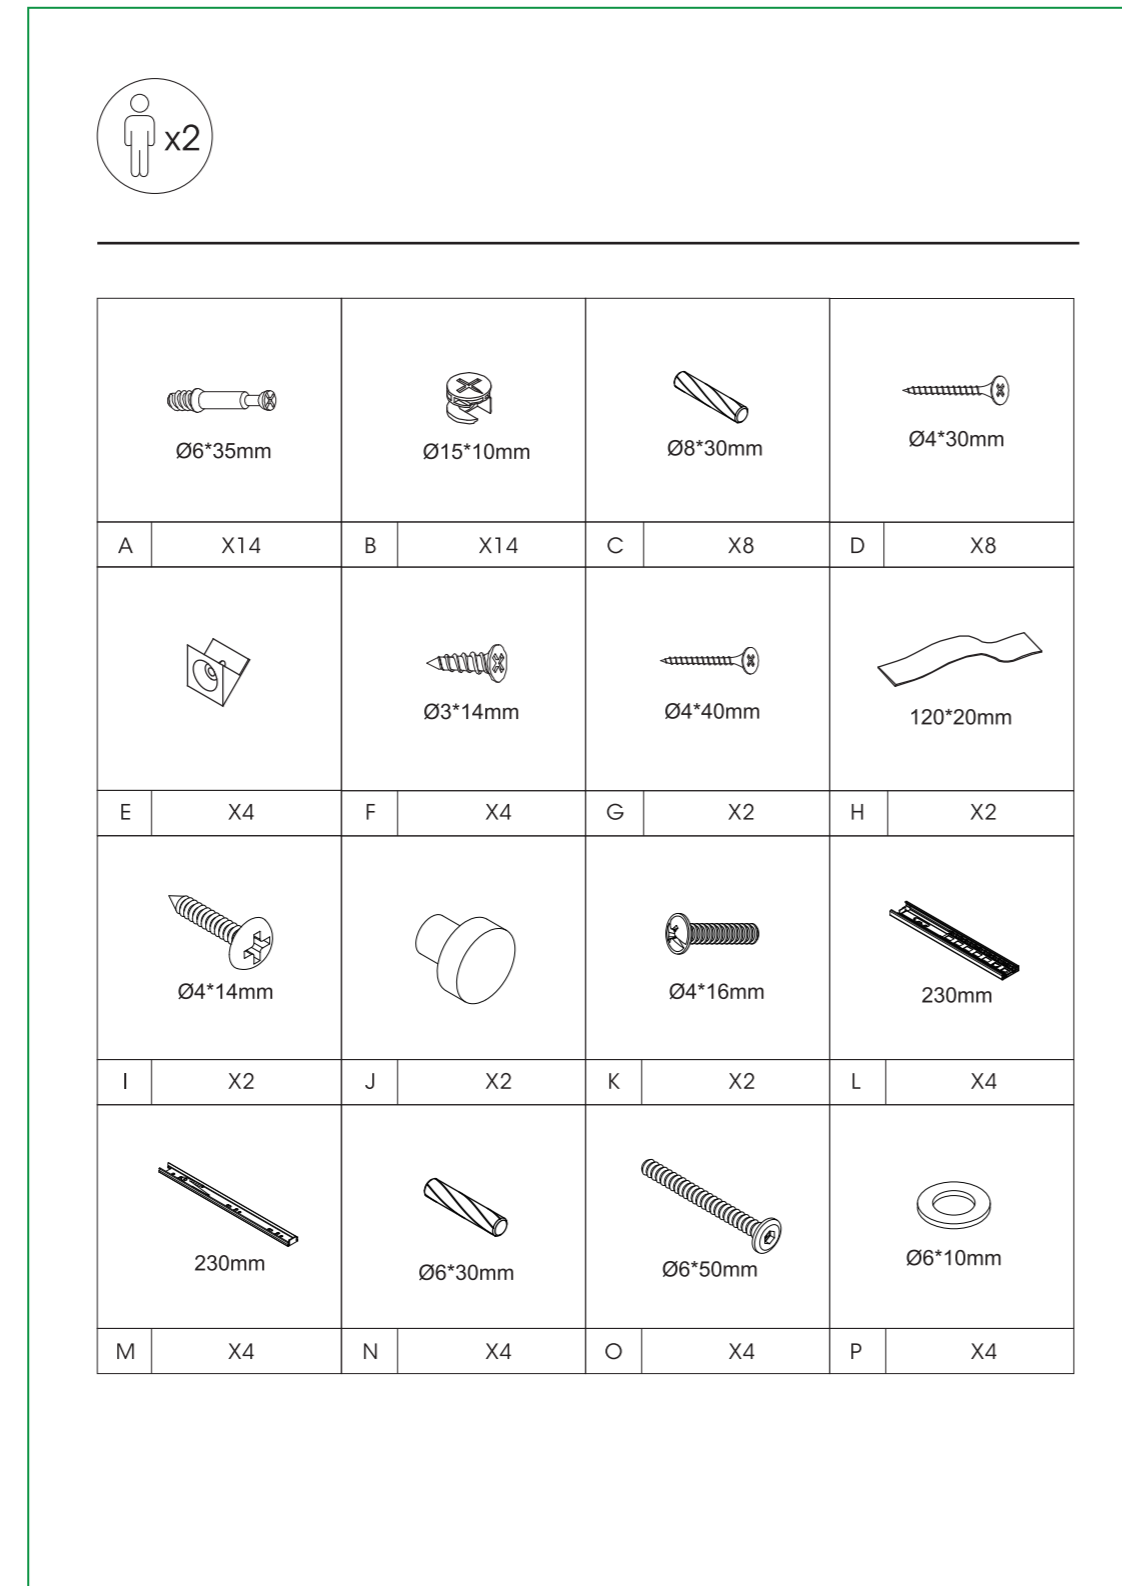 x2
Ø6*35mm Ø15*10mm Ø8*30mm Ø4*30mm
A X14 B X14 C X8 D X8
Ø3*14mm Ø4*40mm 120*20mm
E X4 F X4 G X2 H X2
Ø4*14mm Ø4*16mm 230mm
I X2 J X2 K X2 L X4
230mm Ø6*30mm Ø6*50mm Ø6*10mm
M X4 N X4 O X4 P X4